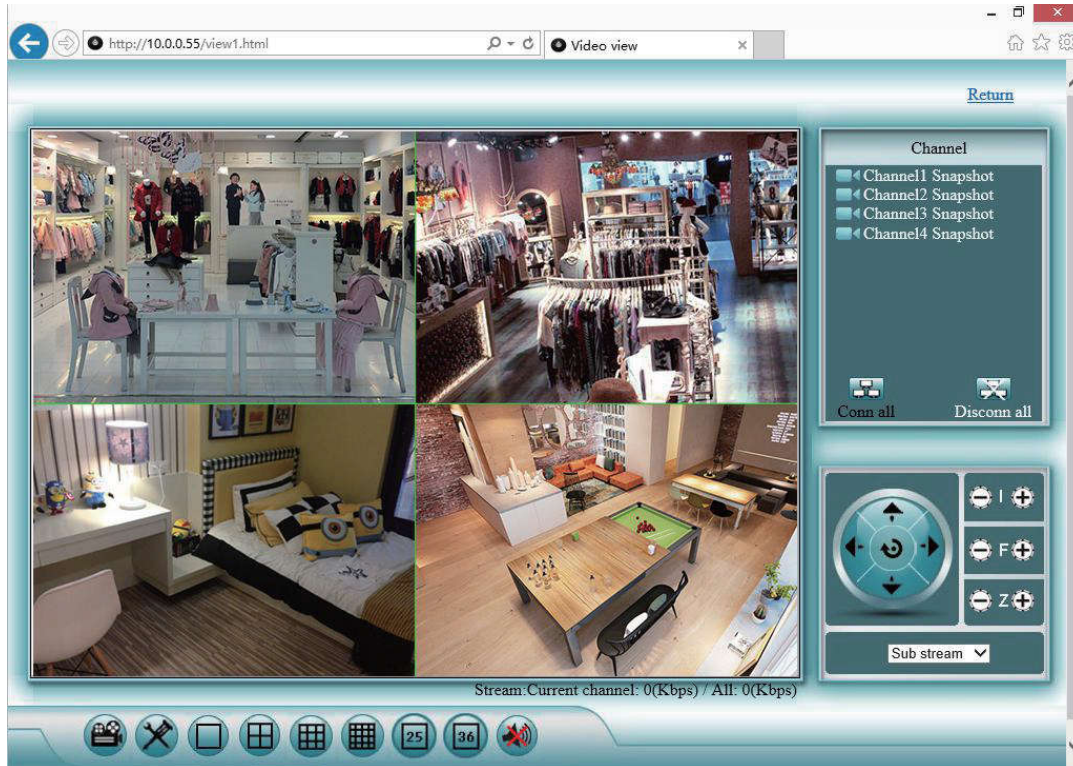 http://10.0.0.55/view1.html
Video view
Return
Channel
Channel1 Snapshot
Channel2 Snapshot
Channel3 Snapshot
Channel4 Snapshot
Conn all
Disconn all
I
F
Z
Sub stream
Stream:Current channel: 0(Kbps) / All: 0(Kbps)
25
36